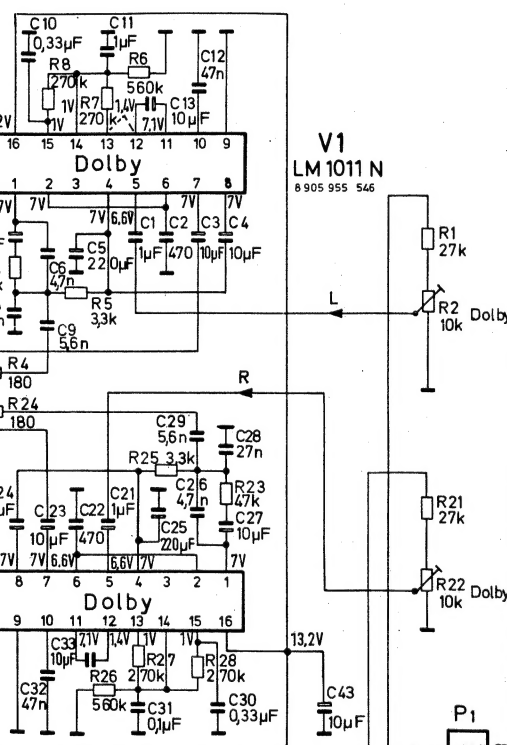 C10
0,33µF
C11
1µF
R8
270k
R6
560k
C12
47n
R7
270k
C13
10µF
1V
1V
1,4V
7,1V
2V
16 15 14 13 12 11 10 9
Dolby
1 2 3 4 5 6 7 8
V1
LM 1011 N
8 905 955 546
7V 7V 7V 6,6V 7V 7V
C1
1µF
C2
470
C3
10µF
C4
10µF
C5
220µF
C6
4,7n
R5
3,3k
C9
5,6n
R1
27k
R2
10k
Dolby
L
R4
180
R
R24
180
C29
5,6n
C28
27n
R25 3,3k
C26
4,7n
R23
47k
C27
10µF
C25
220µF
C21
1µF
C22
470
C23
10µF
24
µF
R21
27k
R22
10k
Dolby
7V 7V 6,6V 6,6V 7V 7V
8 7 6 5 4 3 2 1
Dolby
9 10 11 12 13 14 15 16
7,1V 1,4V 1V 1V
13,2V
C33
10µF
R27
270k
R28
270k
R26
560k
C32
47n
C31
0,1µF
C30
0,33µF
C43
10µF
P1